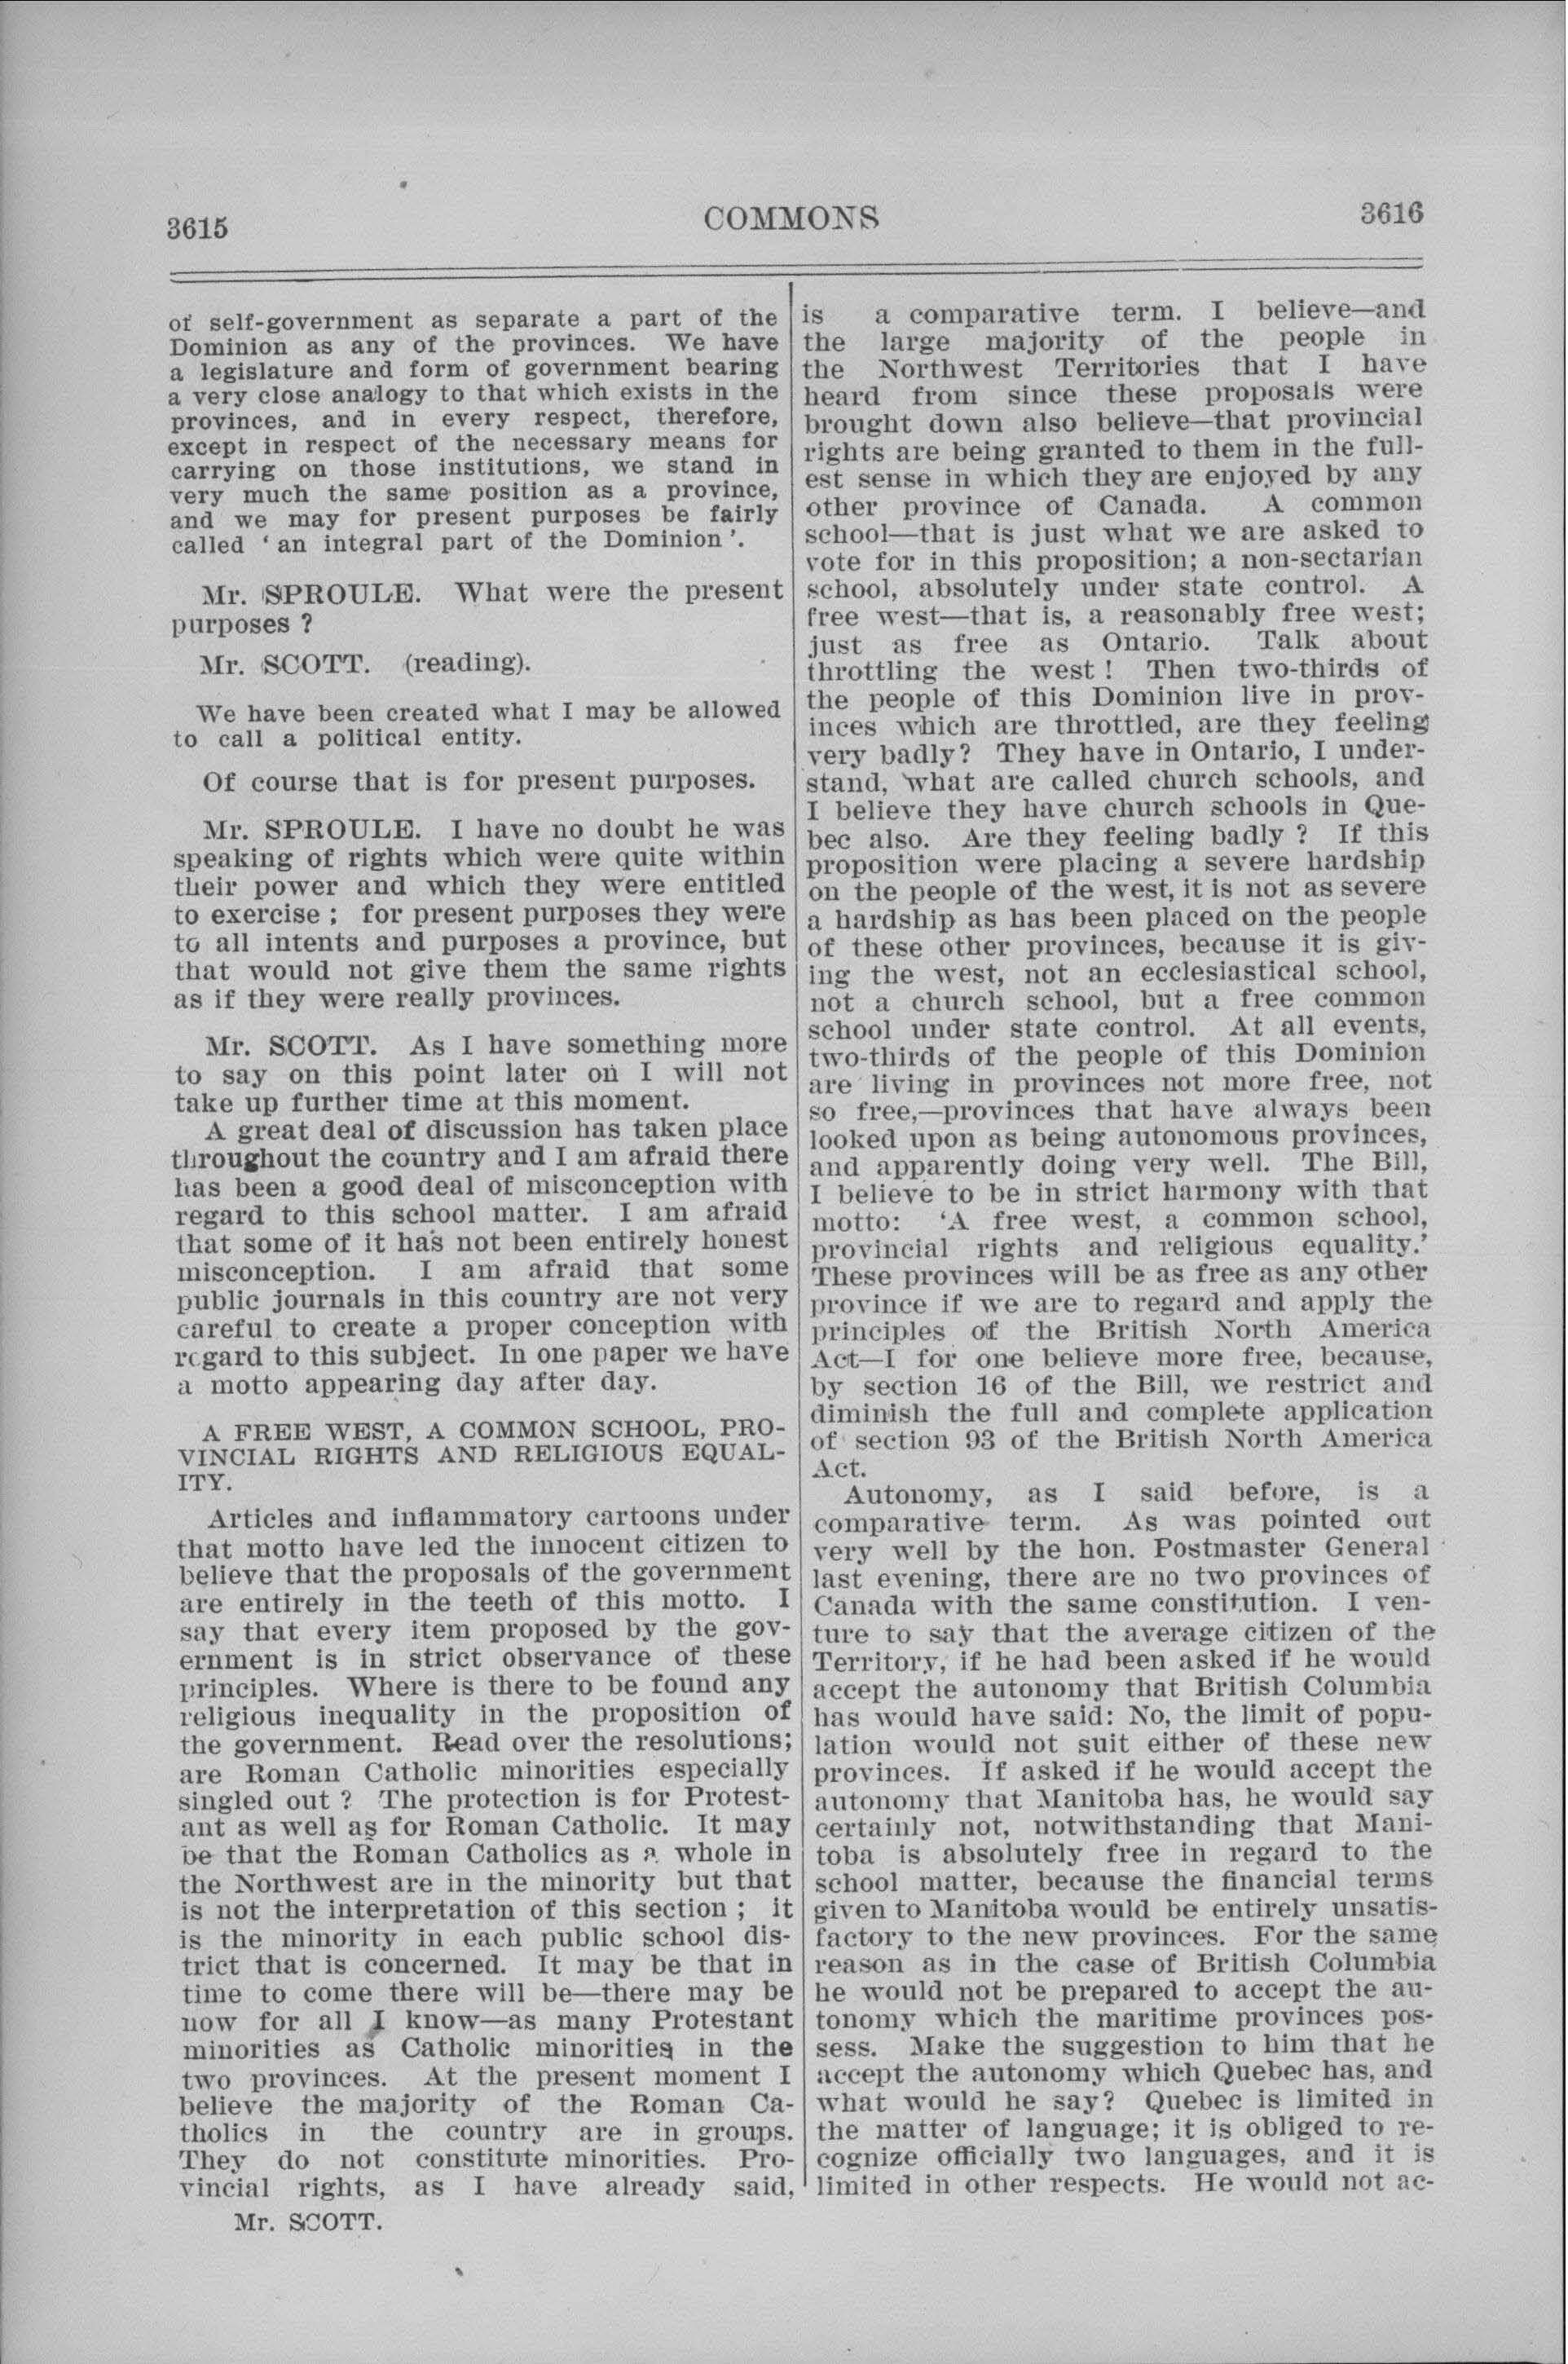 3615
COMMONS
3616
of self-government as separate a part of the
Dominion as any of the provinces. We have
a legislature and form of government bearing
a very close analogy to that which exists in the
provinces, and in every respect, therefore,
except in respect of the necessary means for
carrying on those institutions, we stand in
very much the same position as a province,
and we may for present purposes be fairly
called ‘ an integral part of the Dominion ’.
Mr. SPROULE. What were the present
purposes ?
Mr. SCOTT. (reading).
We have been created what I may be allowed
to call a political entity.
Of course that is for present purposes.
Mr. SPROULE. I have no doubt he was
speaking of rights which were quite within
their power and which they were entitled
to exercise ; for present purposes they were
to all intents and purposes a province, but
that would not give them the same rights
as if they were really provinces.
Mr. SCOTT. As I have something more
to say on this point later on I will not
take up further time at this moment.
A great deal of discussion has taken place
throughout the country and I am afraid there
has been a good deal of misconception with
regard to this school matter. I am afraid
that some of it has not been entirely honest
misconception. I am afraid that some
public journals in this country are not very
careful to create a proper conception with
regard to this subject. In one paper we have
a motto appearing day after day.
A FREE WEST, A COMMON SCHOOL, PRO-
VINCIAL RIGHTS AND RELIGIOUS EQUAL-
ITY.
Articles and inflammatory cartoons under
that motto have led the innocent citizen to
believe that the proposals of the government
are entirely in the teeth of this motto. I
say that every item proposed by the gov-
ernment is in strict observance of these
principles. Where is there to be found any
religious inequality in the proposition of
the government. Read over the resolutions;
are Roman Catholic minorities especially
singled out ? The protection is for Protest-
ant as well as for Roman Catholic. It may
be that the Roman Catholics as a whole in
the Northwest are in the minority but that
is not the interpretation of this section ; it
is the minority in each public school dis-
trict that is concerned. It may be that in
time to come there will be—there may be
now for all I know—as many Protestant
minorities as Catholic minorities in the
two provinces. At the present moment I
believe the majority of the Roman Ca-
tholics in the country are in groups.
They do not constitute minorities. Pro-
vincial rights, as I have already said,
Mr. SCOTT.
is a comparative term. I believe—and
the large majority of the people in
the Northwest Territories that I have
heard from since these proposals were
brought down also believe—that provincial
rights are being granted to them in the full-
est sense in which they are enjoyed by any
other province of Canada. A common
school—that is just what we are asked to
vote for in this proposition; a non-sectarian
school, absolutely under state control. A
free west—that is, a reasonably free west;
just as free as Ontario. Talk about
throttling the west ! Then two-thirds of
the people of this Dominion live in prov-
inces which are throttled, are they feeling
very badly? They have in Ontario, I under-
stand, what are called church schools, and
I believe they have church schools in Que-
bec also. Are they feeling badly ? If this
proposition were placing a severe hardship
on the people of the west, it is not as severe
a hardship as has been placed on the people
of these other provinces, because it is giv-
ing the west, not an ecclesiastical school,
not a church school, but a free common
school under state control. At all events,
two-thirds of the people of this Dominion
are living in provinces not more free, not
so free,—provinces that have always been
looked upon as being autonomous provinces,
and apparently doing very well. The Bill,
I believe to be in strict harmony with that
motto: ‘A free west, a common school,
provincial rights and religious equality.’
These provinces will be as free as any other
province if we are to regard and apply the
principles of the British North America
Act—I for one believe more free, because,
by section 16 of the Bill, we restrict and
diminish the full and complete application
of section 93 of the British North America
Act.
Autonomy, as I said before, is a
comparative term. As was pointed out
very well by the hon. Postmaster General
last evening, there are no two provinces of
Canada with the same constitution. I ven-
ture to say that the average citizen of the
Territory, if he had been asked if he would
accept the autonomy that British Columbia
has would have said: No, the limit of popu-
lation would not suit either of these new
provinces. If asked if he would accept the
autonomy that Manitoba has, he would say
certainly not, notwithstanding that Mani-
toba is absolutely free in regard to the
school matter, because the financial terms
given to Manitoba would be entirely unsatis-
factory to the new provinces. For the same
reason as in the case of British Columbia
he would not be prepared to accept the au-
tonomy which the maritime provinces pos-
sess. Make the suggestion to him that he
accept the autonomy which Quebec has, and
what would he say? Quebec is limited in
the matter of language; it is obliged to re-
cognize officially two languages, and it is
limited in other respects. He would not ac-